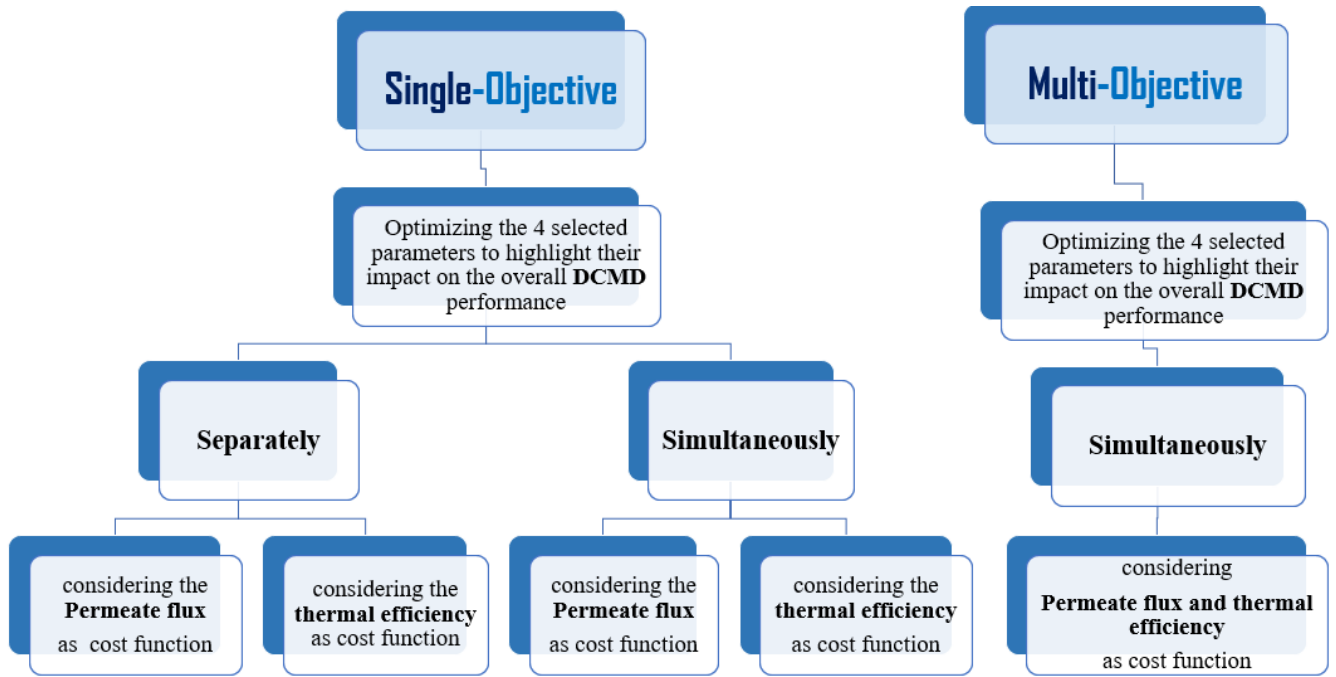 Single-Objective
Optimizing the 4 selected
parameters to highlight their
impact on the overall DCMD
performance
Separately
considering the
Permeate flux
as cost function
considering the
thermal efficiency
as cost function
Simultaneously
considering the
Permeate flux
as cost function
considering the
thermal efficiency
as cost function
Multi-Objective
Optimizing the 4 selected
parameters to highlight their
impact on the overall DCMD
performance
Simultaneously
considering
Permeate flux and thermal
efficiency
as cost function